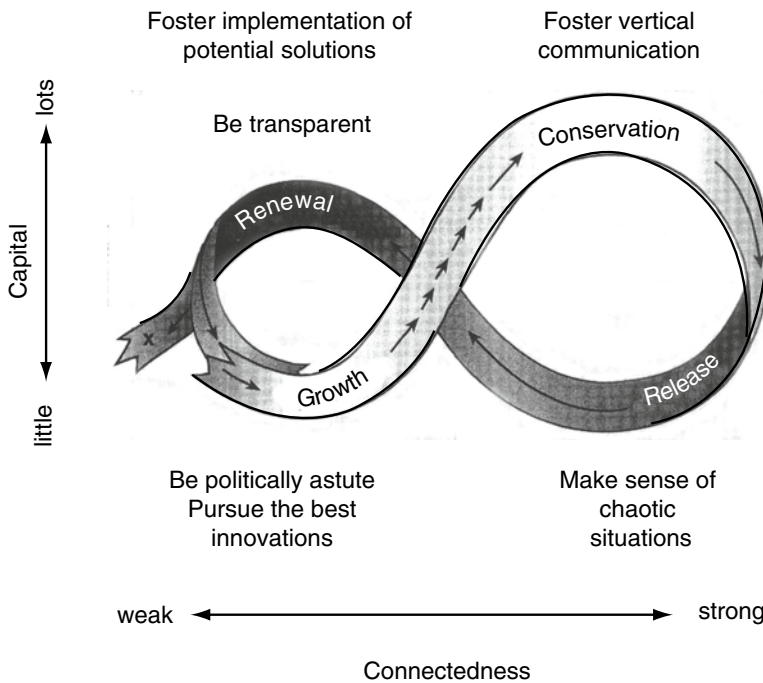 Foster implementation of
potential solutions
Foster vertical
communication
lots
Be transparent
Conservation
Renewal
Capital
x
Growth
Release
little
Be politically astute
Pursue the best
innovations
Make sense of
chaotic
situations
weak
strong
Connectedness